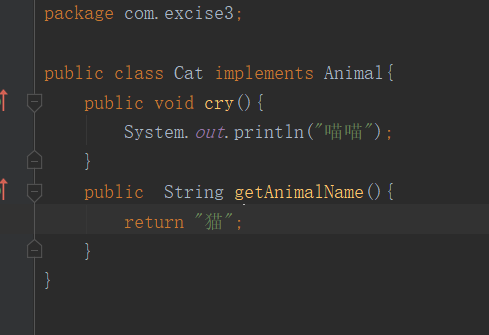 package com.excise3;
public class Cat implements Animal{
public void cry(){
System.out.println("喵喵");
}
public  String getAnimalName(){
return "猫";
}
}